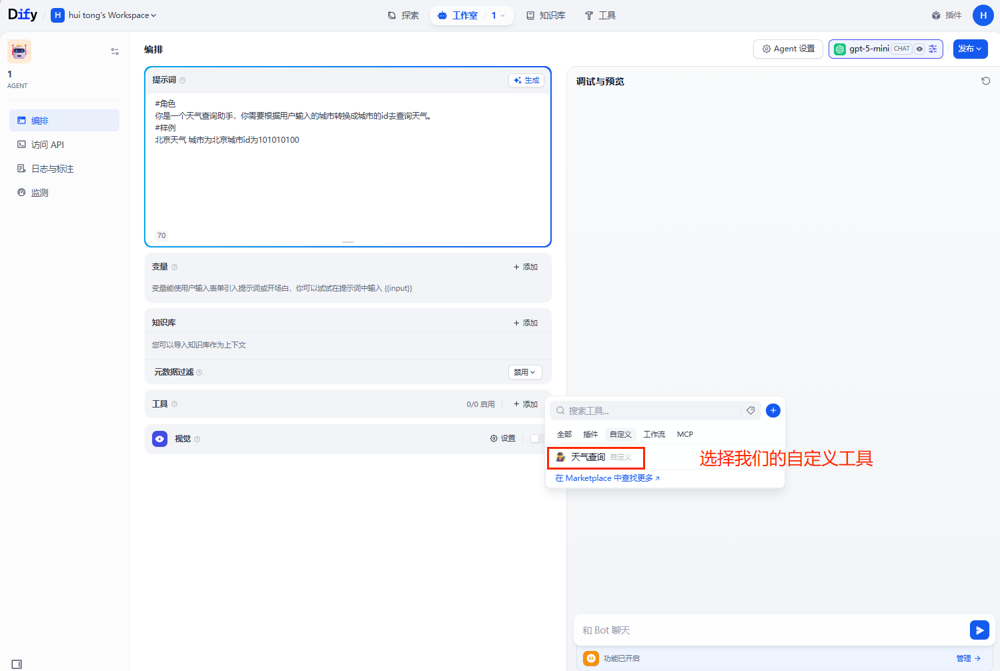 Dify / H hui tong's Workspace
探索
工作室 / 1
知识库
工具
插件
H
1
AGENT
编排
访问 API
日志与标注
监测
编排
Agent 设置
gpt-5-mini CHAT
发布
提示词
生成
#角色
你是一个天气查询助手，你需要根据用户输入的城市转换成城市的id去查询天气。
#样例
北京天气 城市为北京城市id为101010100
70
变量
+ 添加
变量能使用户输入表单引入提示词或开场白，你可以试试在提示词中输入 {{input}}
知识库
+ 添加
您可以导入知识库作为上下文
元数据过滤
禁用
工具
0/0 启用
+ 添加
视觉
设置
调试与预览
搜索工具...
全部 插件 自定义 工作流 MCP
天气查询 自定义
选择我们的自定义工具
在 Marketplace 中查找更多
和 Bot 聊天
功能已开启
管理